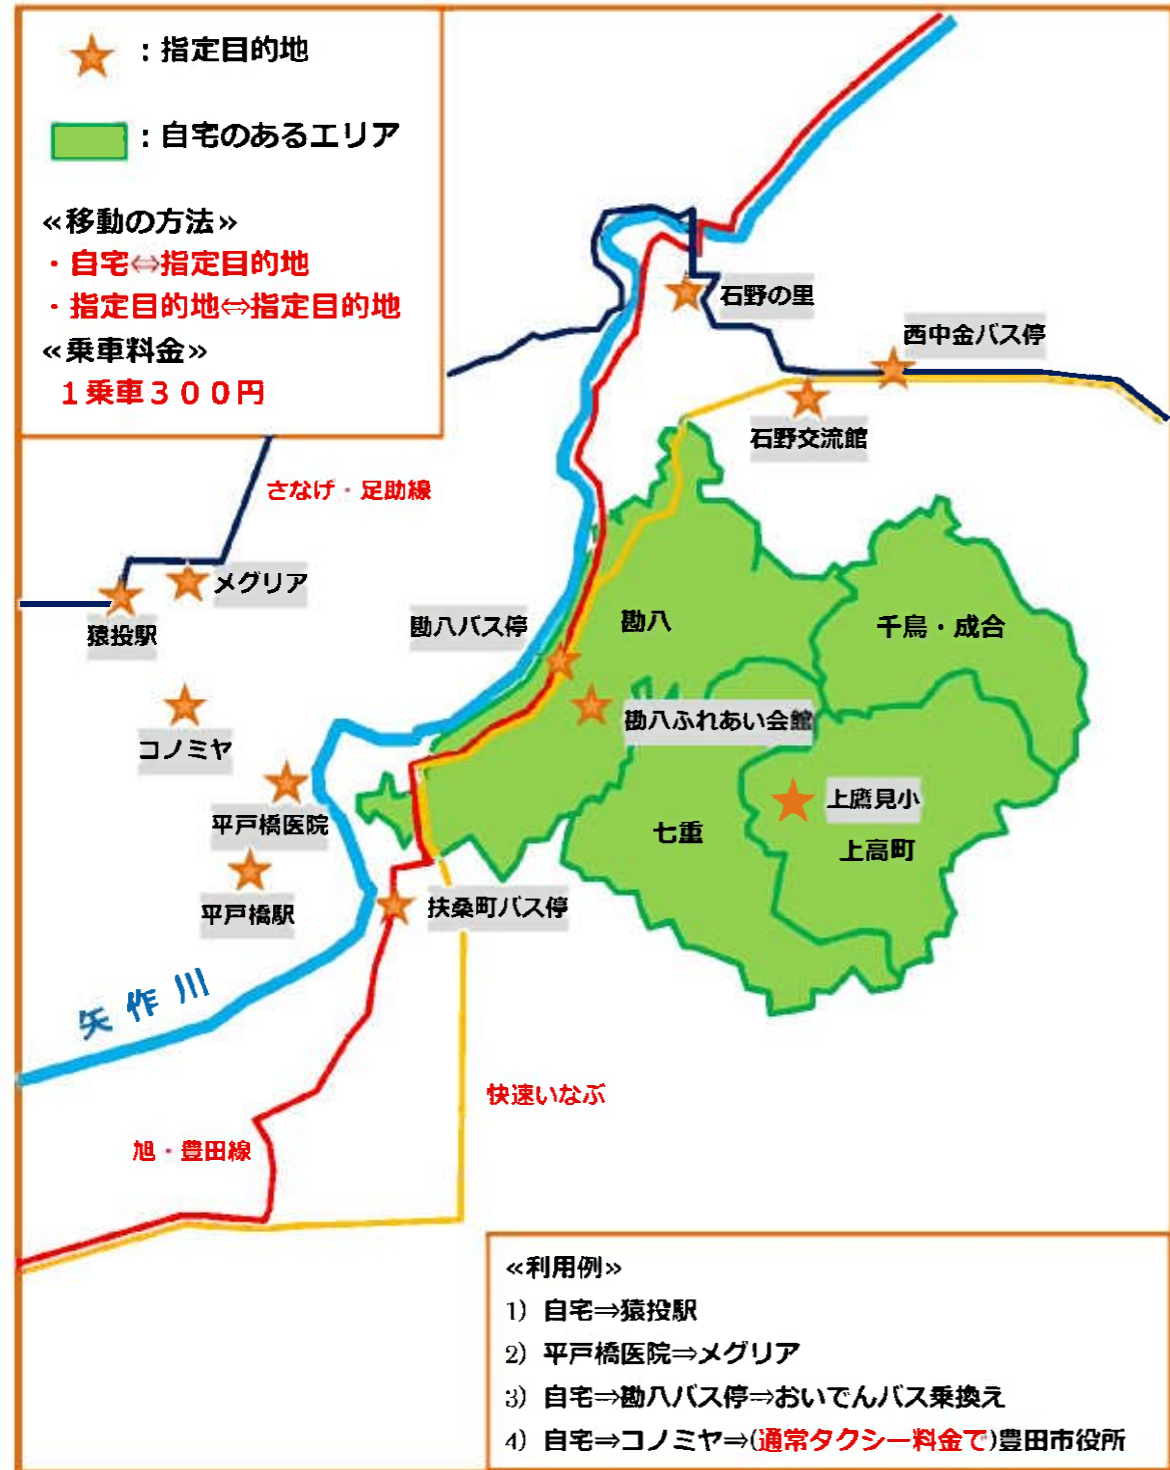 ：指定目的地
：自宅のあるエリア
≪移動の方法≫
・自宅⇔指定目的地
・指定目的地⇔指定目的地
≪乗車料金≫
１乗車３００円
石野の里
西中金バス停
石野交流館
さなげ・足助線
メグリア
猿投駅
勘八バス停
勘八
千鳥・成合
コノミヤ
勘八ふれあい会館
平戸橋医院
上鷹見小
七重
上高町
平戸橋駅
扶桑町バス停
矢作川
快速いなぶ
旭・豊田線
≪利用例≫
1）自宅⇒猿投駅
2）平戸橋医院⇒メグリア
3）自宅⇒勘八バス停⇒おいでんバス乗換え
4）自宅⇒コノミヤ⇒(通常タクシー料金で)豊田市役所